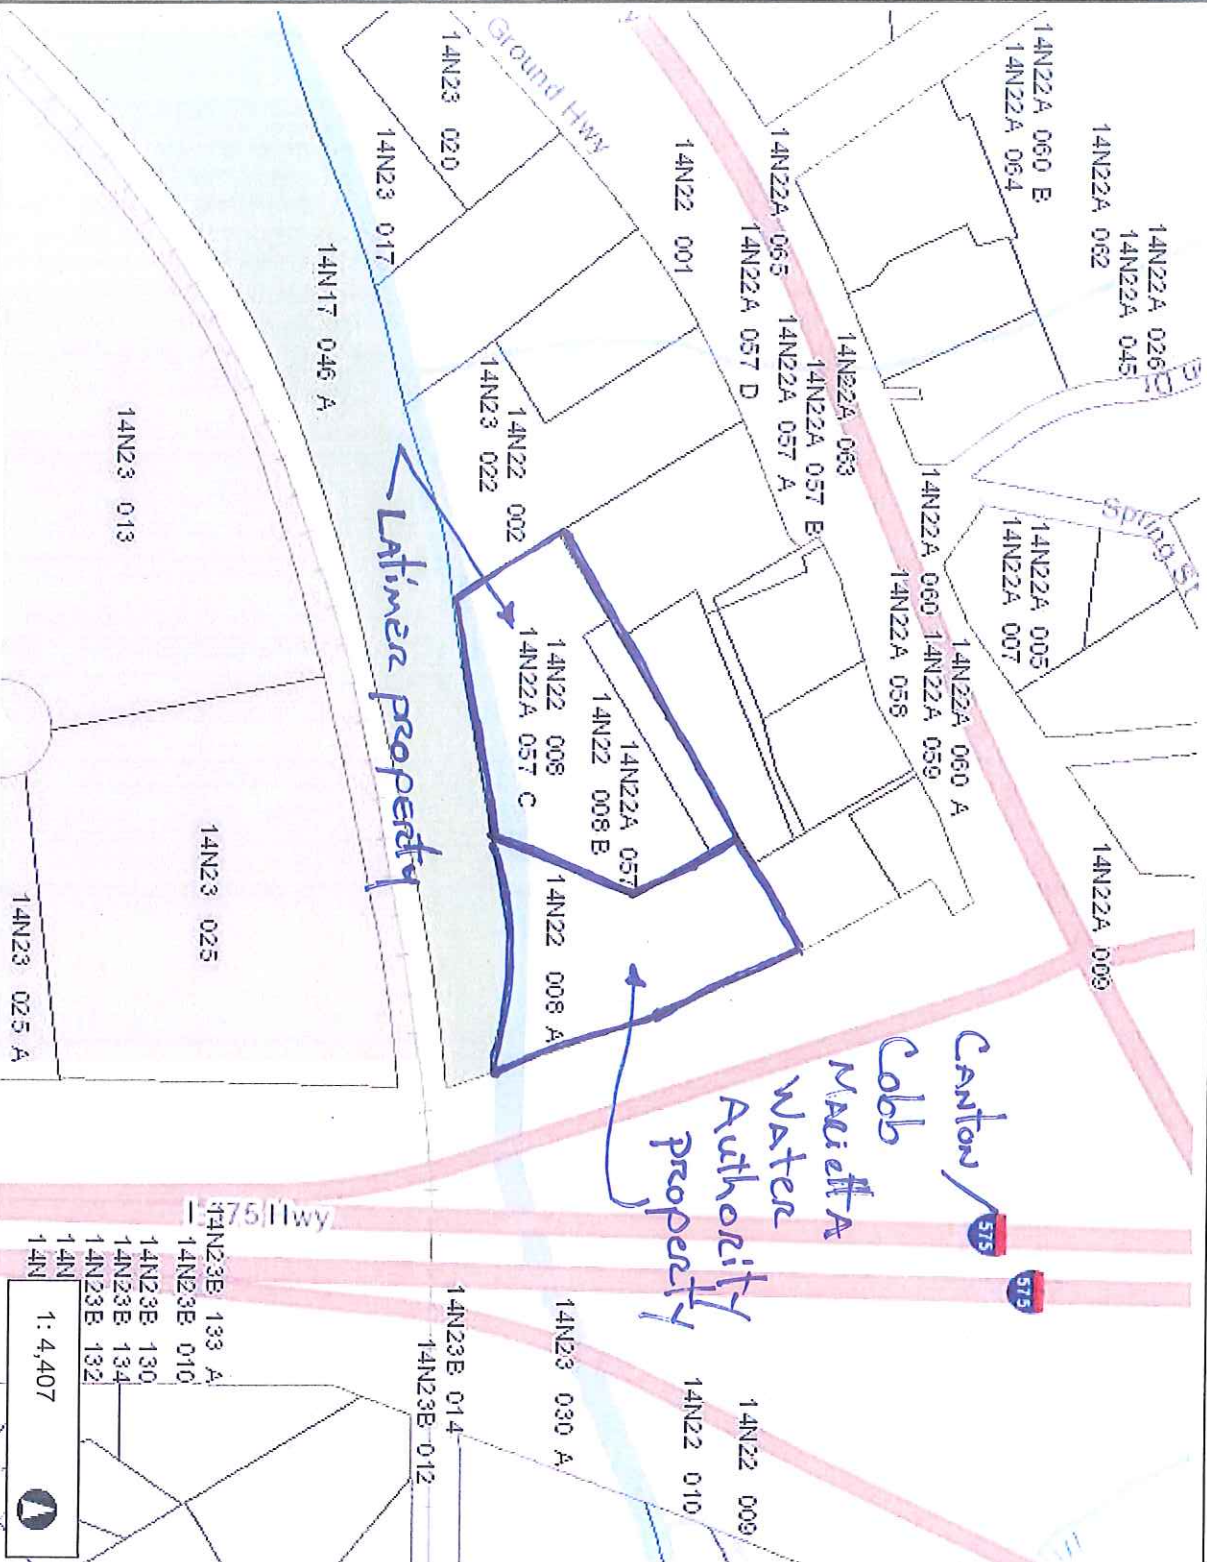 14N22A 026
14N22A 045
14N22A 062
14N22A 060 B
14N22A 064
Spring St
14N22A 005
14N22A 007
14N22A 009
575
575
14N22A 060 A
14N22A 060 14N22A 059
14N22A 058
14N22A 063
14N22A 057 B
14N22A 057 A
14N22A 065
14N22A 057 D
14N22 001
Ground Hwy
CANTON /
Cobb
MARIETTA
WATER
Authority
property
14N22 009
14N22 010
14N22A 057
14N22 008 B
14N22 008
14N22A 057 C
14N22 008 A
14N23 030 A
14N22 002
14N23 022
14N23 020
14N23 017
Latimer property
14N23B 014
14N23B 012
14N17 046 A
14N23 025
14N23 013
14N23 025 A
I-575 Hwy
14N23B 133 A
14N23B 010
14N23B 130
14N23B 134
14N23B 132
14N
14N
1: 4,407